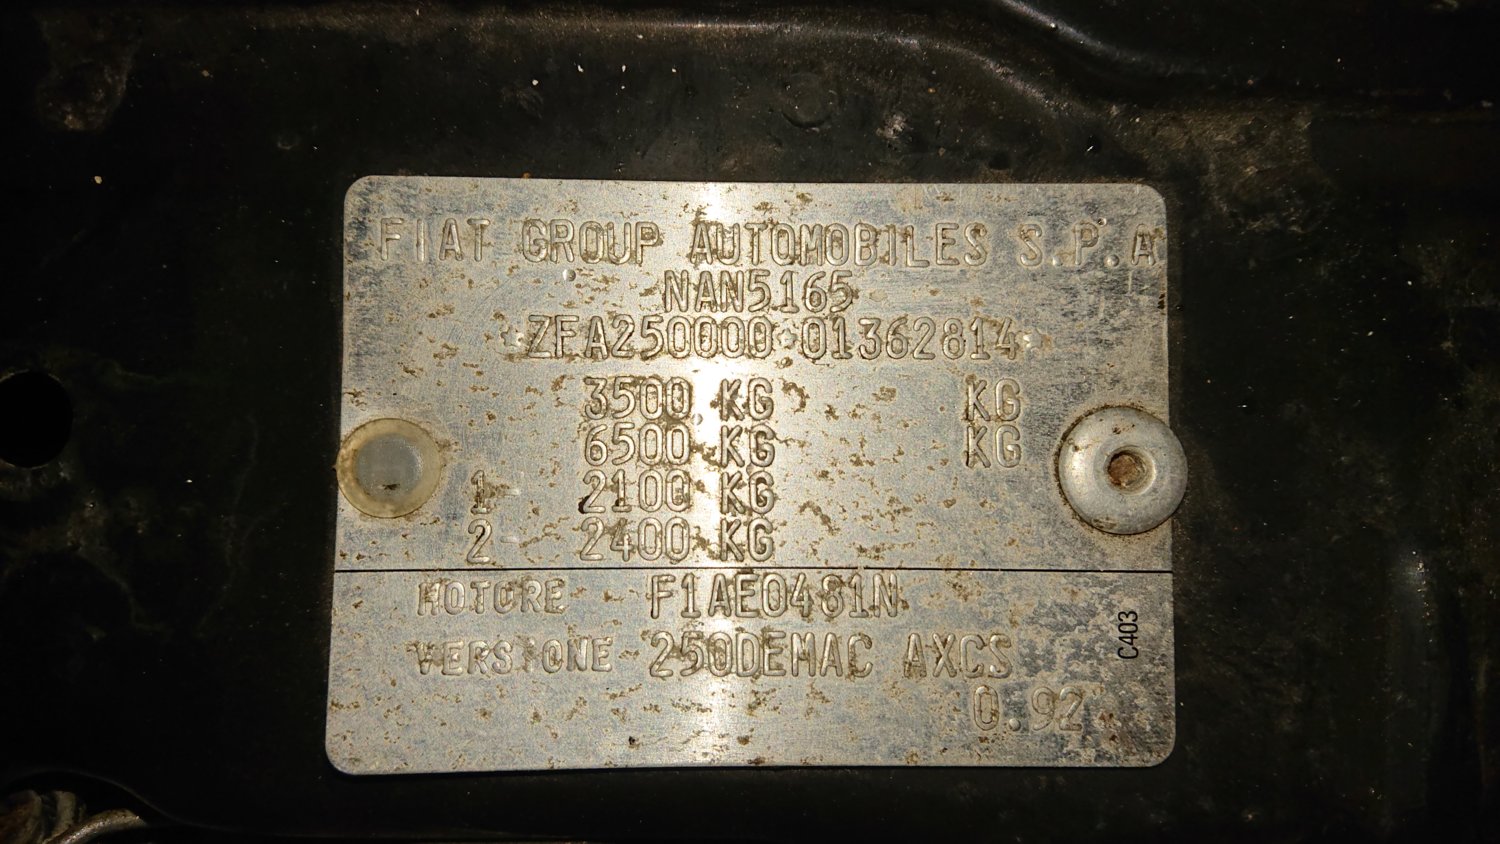 FIAT GROUP AUTOMOBILES S.P.A
NAN5165
ZFA250000 01362814
3500 KG KG
6500 KG KG
1- 2100 KG
2- 2400 KG
MOTORE F1AE0481N
VERSIONE 250DEMAC AXCS
0.92
C403